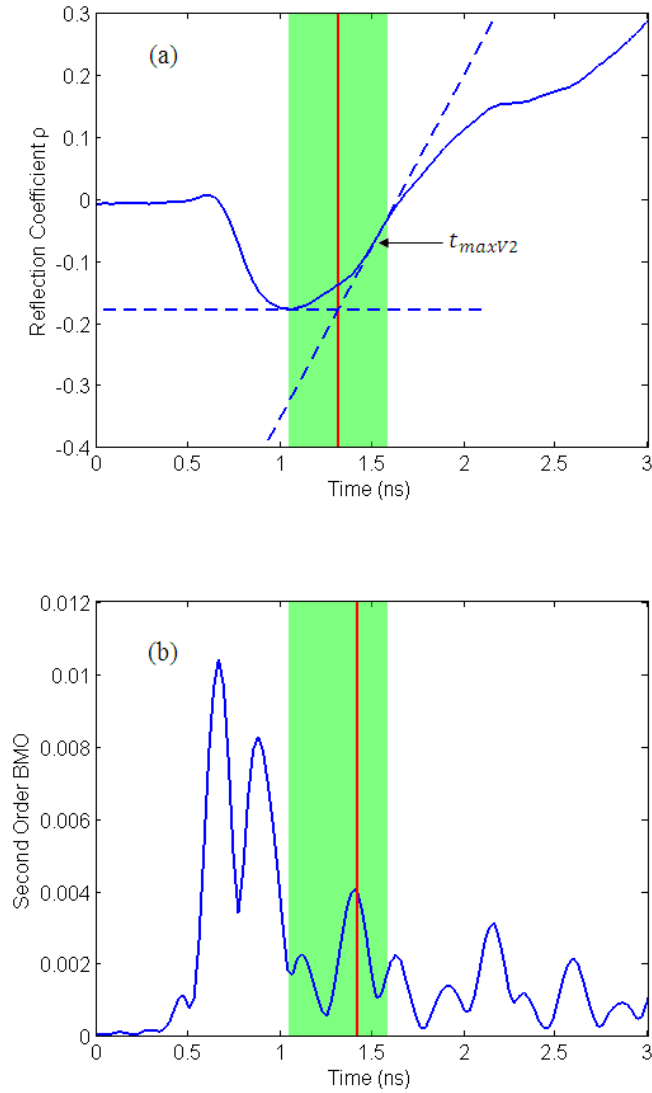 (a)
Reflection Coefficient ρ
0.3
0.2
0.1
0
-0.1
-0.2
-0.3
-0.4
t_maxV2
0 0.5 1 1.5 2 2.5 3
Time (ns)
(b)
Second Order BMO
0.012
0.01
0.008
0.006
0.004
0.002
0
0 0.5 1 1.5 2 2.5 3
Time (ns)